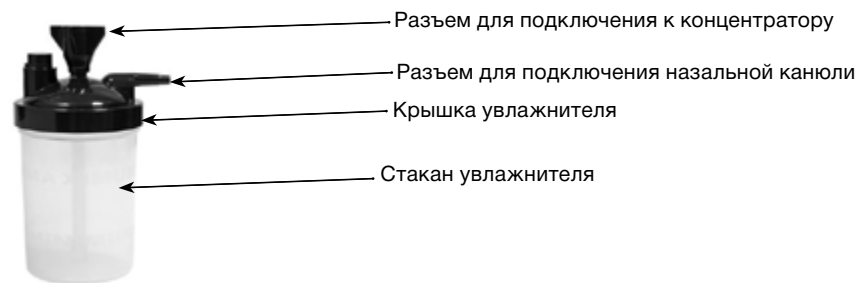 Разъем для подключения к концентратору
Разъем для подключения назальной канюли
Крышка увлажнителя
Стакан увлажнителя